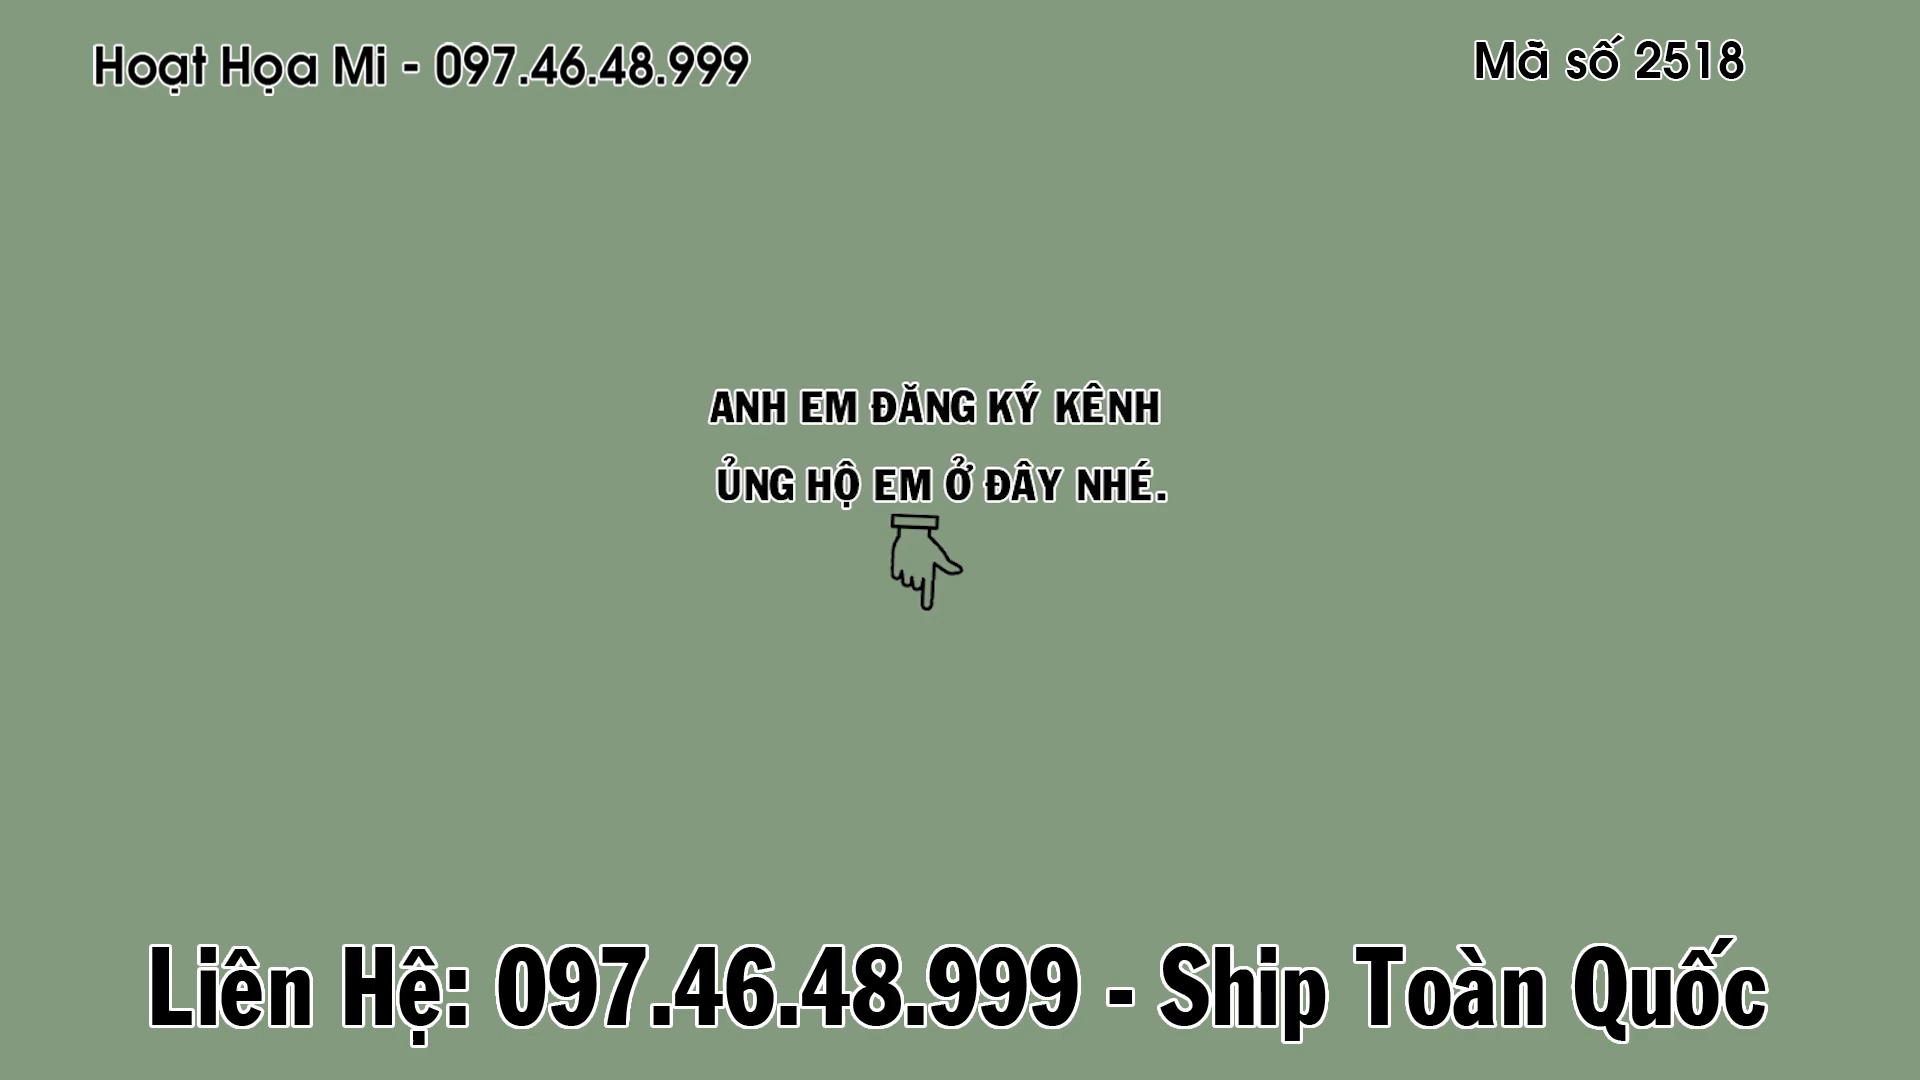 Hoạt Họa Mi - 097.46.48.999
Mã số 2518
ANH EM ĐĂNG KÝ KÊNH
ỦNG HỘ EM Ở ĐÂY NHÉ.
Liên Hệ: 097.46.48.999 - Ship Toàn Quốc